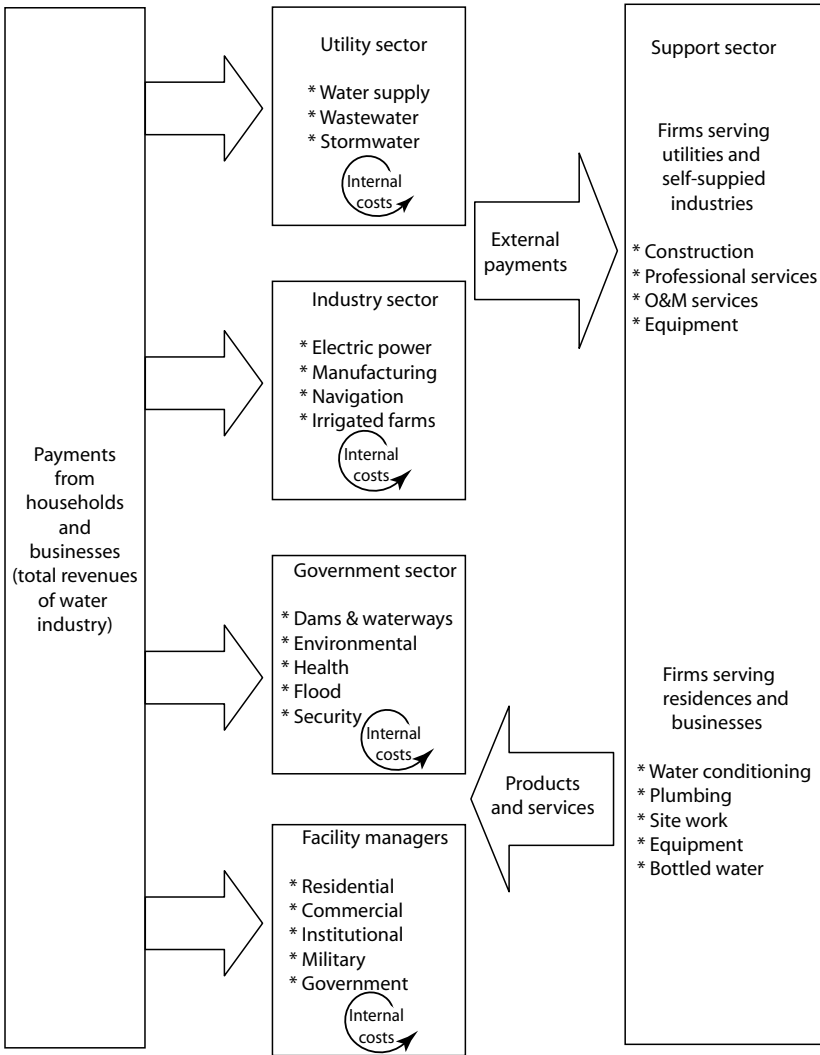 Payments
from
households
and
businesses
(total revenues
of water
industry)
Utility sector
* Water supply
* Wastewater
* Stormwater
Internal
costs
Industry sector
* Electric power
* Manufacturing
* Navigation
* Irrigated farms
Internal
costs
Government sector
* Dams & waterways
* Environmental
* Health
* Flood
* Security
Internal
costs
Facility managers
* Residential
* Commercial
* Institutional
* Military
* Government
Internal
costs
External
payments
Products
and services
Support sector
Firms serving
utilities and
self-suppied
industries
* Construction
* Professional services
* O&M services
* Equipment
Firms serving
residences and
businesses
* Water conditioning
* Plumbing
* Site work
* Equipment
* Bottled water